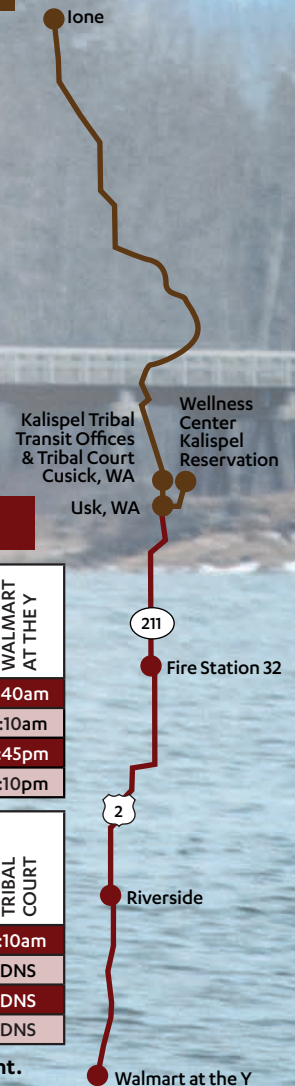 Ione
Kalispel Tribal
Transit Offices
& Tribal Court
Cusick, WA
Wellness
Center
Kalispel
Reservation
Usk, WA
211
Fire Station 32
WALMART
AT THE Y
40am
:10am
:45pm
:10pm
2
Riverside
TRIBAL
COURT
:10am
DNS
DNS
DNS
Walmart at the Y